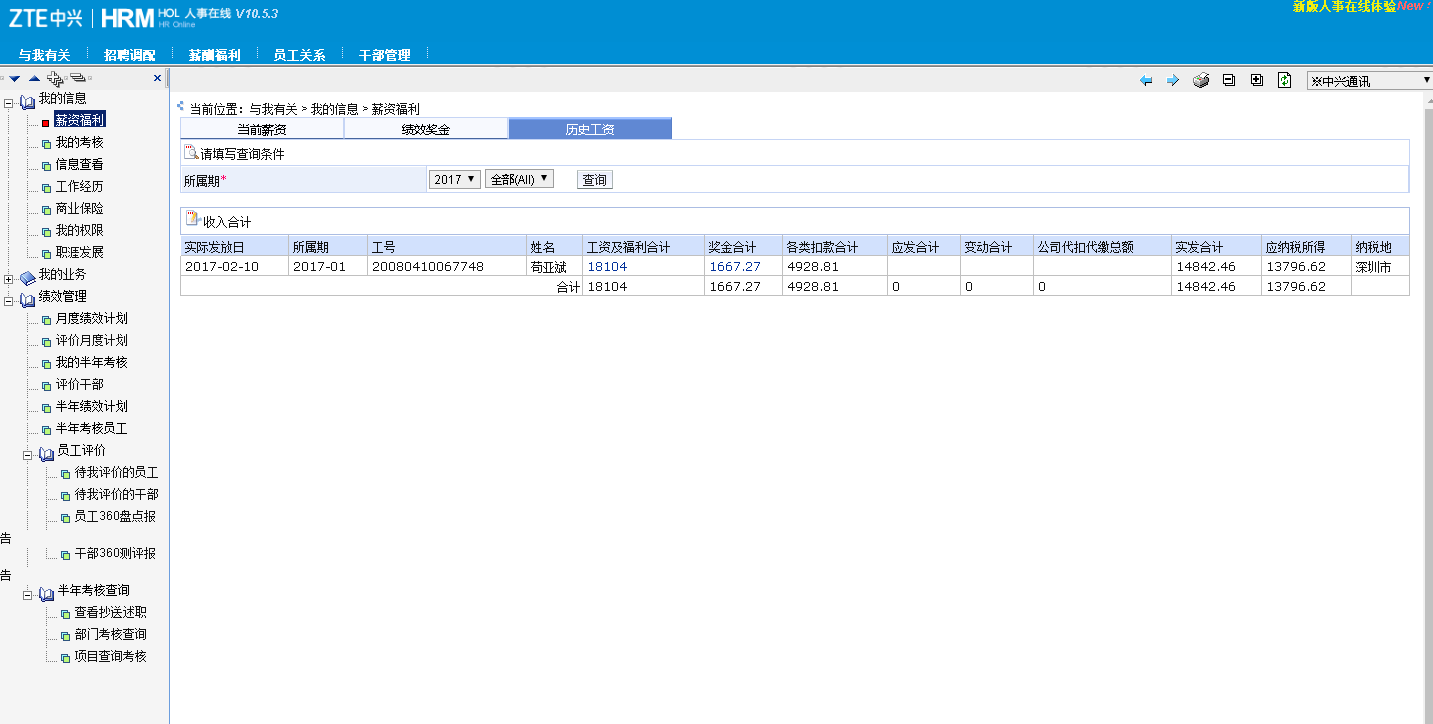 ZTE中兴 HRM HOL 人事在线 V10.5.3
HR Online
新版人事在线体验New!
与我有关 招聘调配 薪酬福利 员工关系 干部管理
※中兴通讯
我的信息
薪资福利
我的考核
信息查看
工作经历
商业保险
我的权限
职涯发展
我的业务
绩效管理
月度绩效计划
评价月度计划
我的半年考核
评价干部
半年绩效计划
半年考核员工
员工评价
待我评价的员工
待我评价的干部
员工360盘点报
告
干部360测评报
告
半年考核查询
查看抄送述职
部门考核查询
项目查询考核
当前位置：与我有关 > 我的信息 > 薪资福利
当前薪资 绩效奖金 历史工资
请填写查询条件
所属期* 2017 全部(All) 查询
收入合计
实际发放日 所属期 工号 姓名 工资及福利合计 奖金合计 各类扣款合计 应发合计 变动合计 公司代扣代缴总额 实发合计 应纳税所得 纳税地
2017-02-10 2017-01 20080410067748 荀亚斌 18104 1667.27 4928.81 14842.46 13796.62 深圳市
合计 18104 1667.27 4928.81 0 0 0 14842.46 13796.62